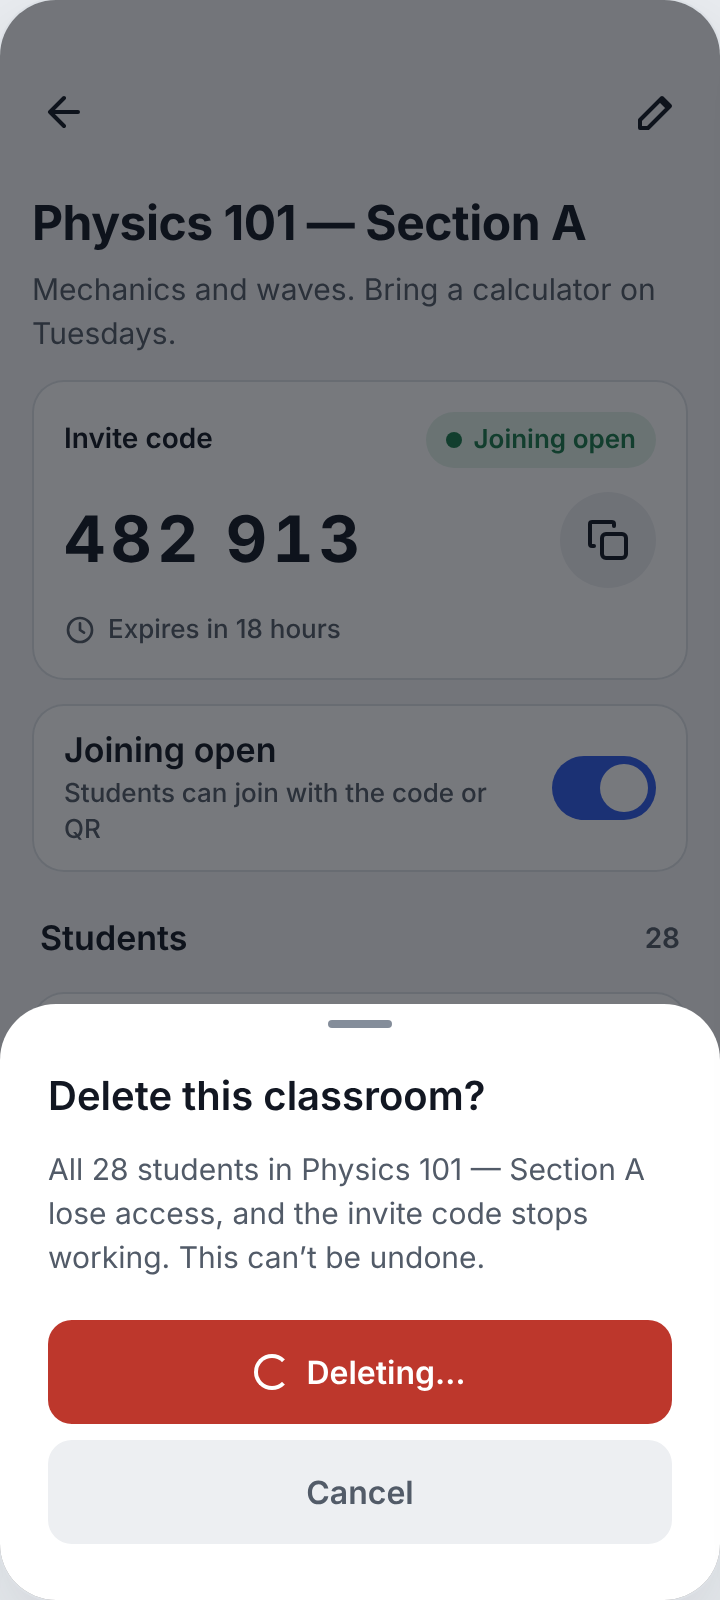 Physics 101 — Section A
Mechanics and waves. Bring a calculator on
Tuesdays.
Invite code
Joining open
482 913
Expires in 18 hours
Joining open
Students can join with the code or
QR
Students
28
Delete this classroom?
All 28 students in Physics 101 — Section A
lose access, and the invite code stops
working. This can’t be undone.
Deleting…
Cancel